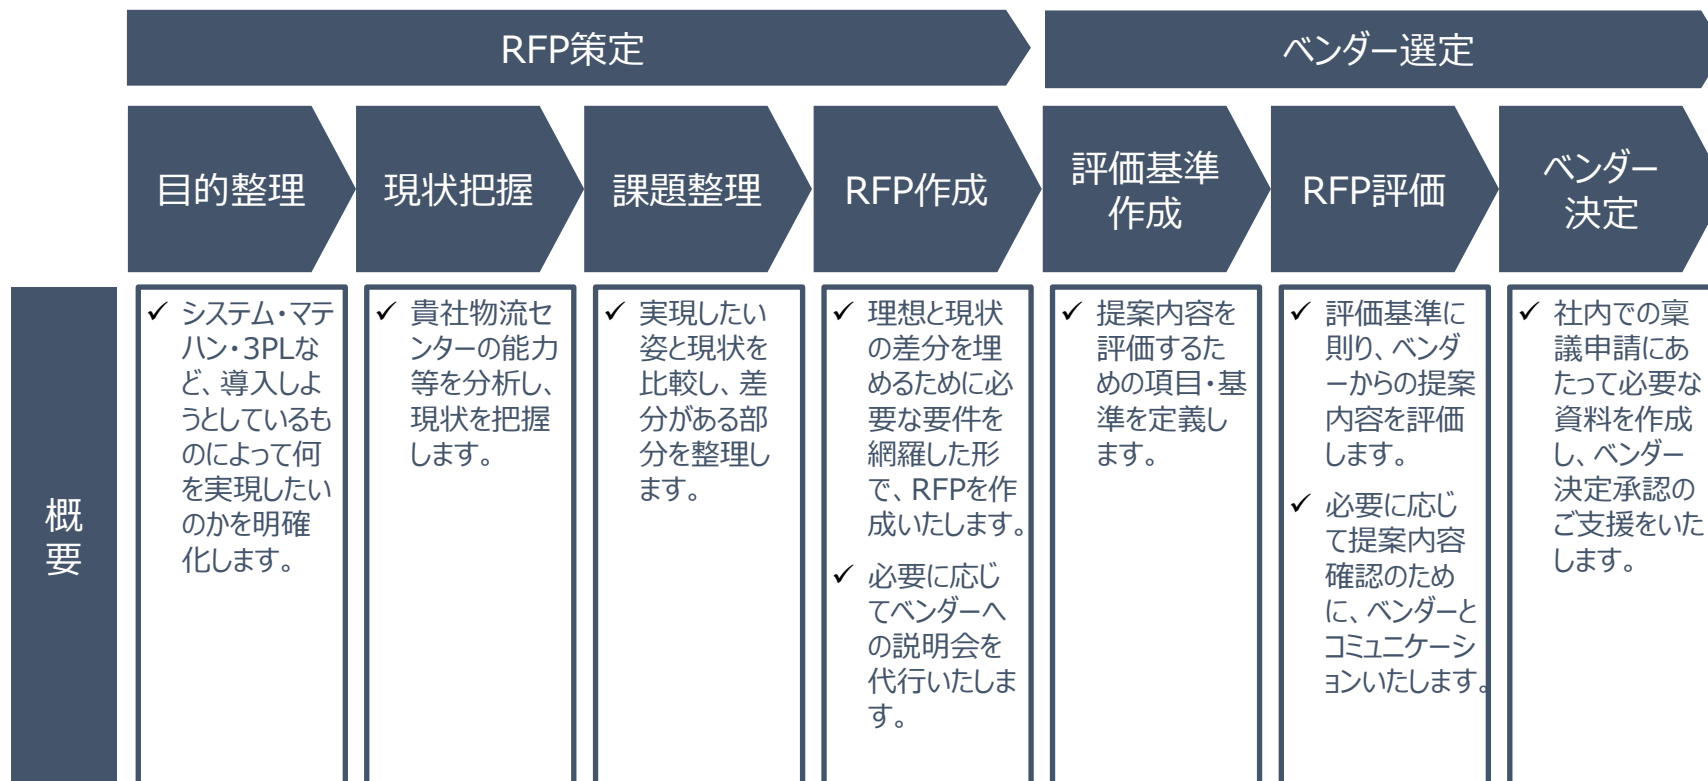 RFP策定
ベンダー選定
目的整理
現状把握
課題整理
RFP作成
評価基準
作成
RFP評価
ベンダー
決定
概
要
✓ システム・マテ
ハン・3PLな
ど、導入しよ
うとしているも
のによって何
を実現したい
のかを明確
化します。
✓ 貴社物流セ
ンターの能力
等を分析し、
現状を把握
します。
✓ 実現したい
姿と現状を
比較し、差
分がある部
分を整理し
ます。
✓ 理想と現状
の差分を埋
めるために必
要な要件を
網羅した形
で、RFPを作
成いたします。
✓ 必要に応じ
てベンダーへ
の説明会を
代行いたしま
す。
✓ 提案内容を
評価するた
めの項目・基
準を定義し
ます。
✓ 評価基準に
則り、ベンダ
ーからの提案
内容を評価
します。
✓ 必要に応じ
て提案内容
確認のため
に、ベンダーと
コミュニケーシ
ョンいたします。
✓ 社内での稟
議申請にあ
たって必要な
資料を作成
し、ベンダー
決定承認の
ご支援をいた
します。